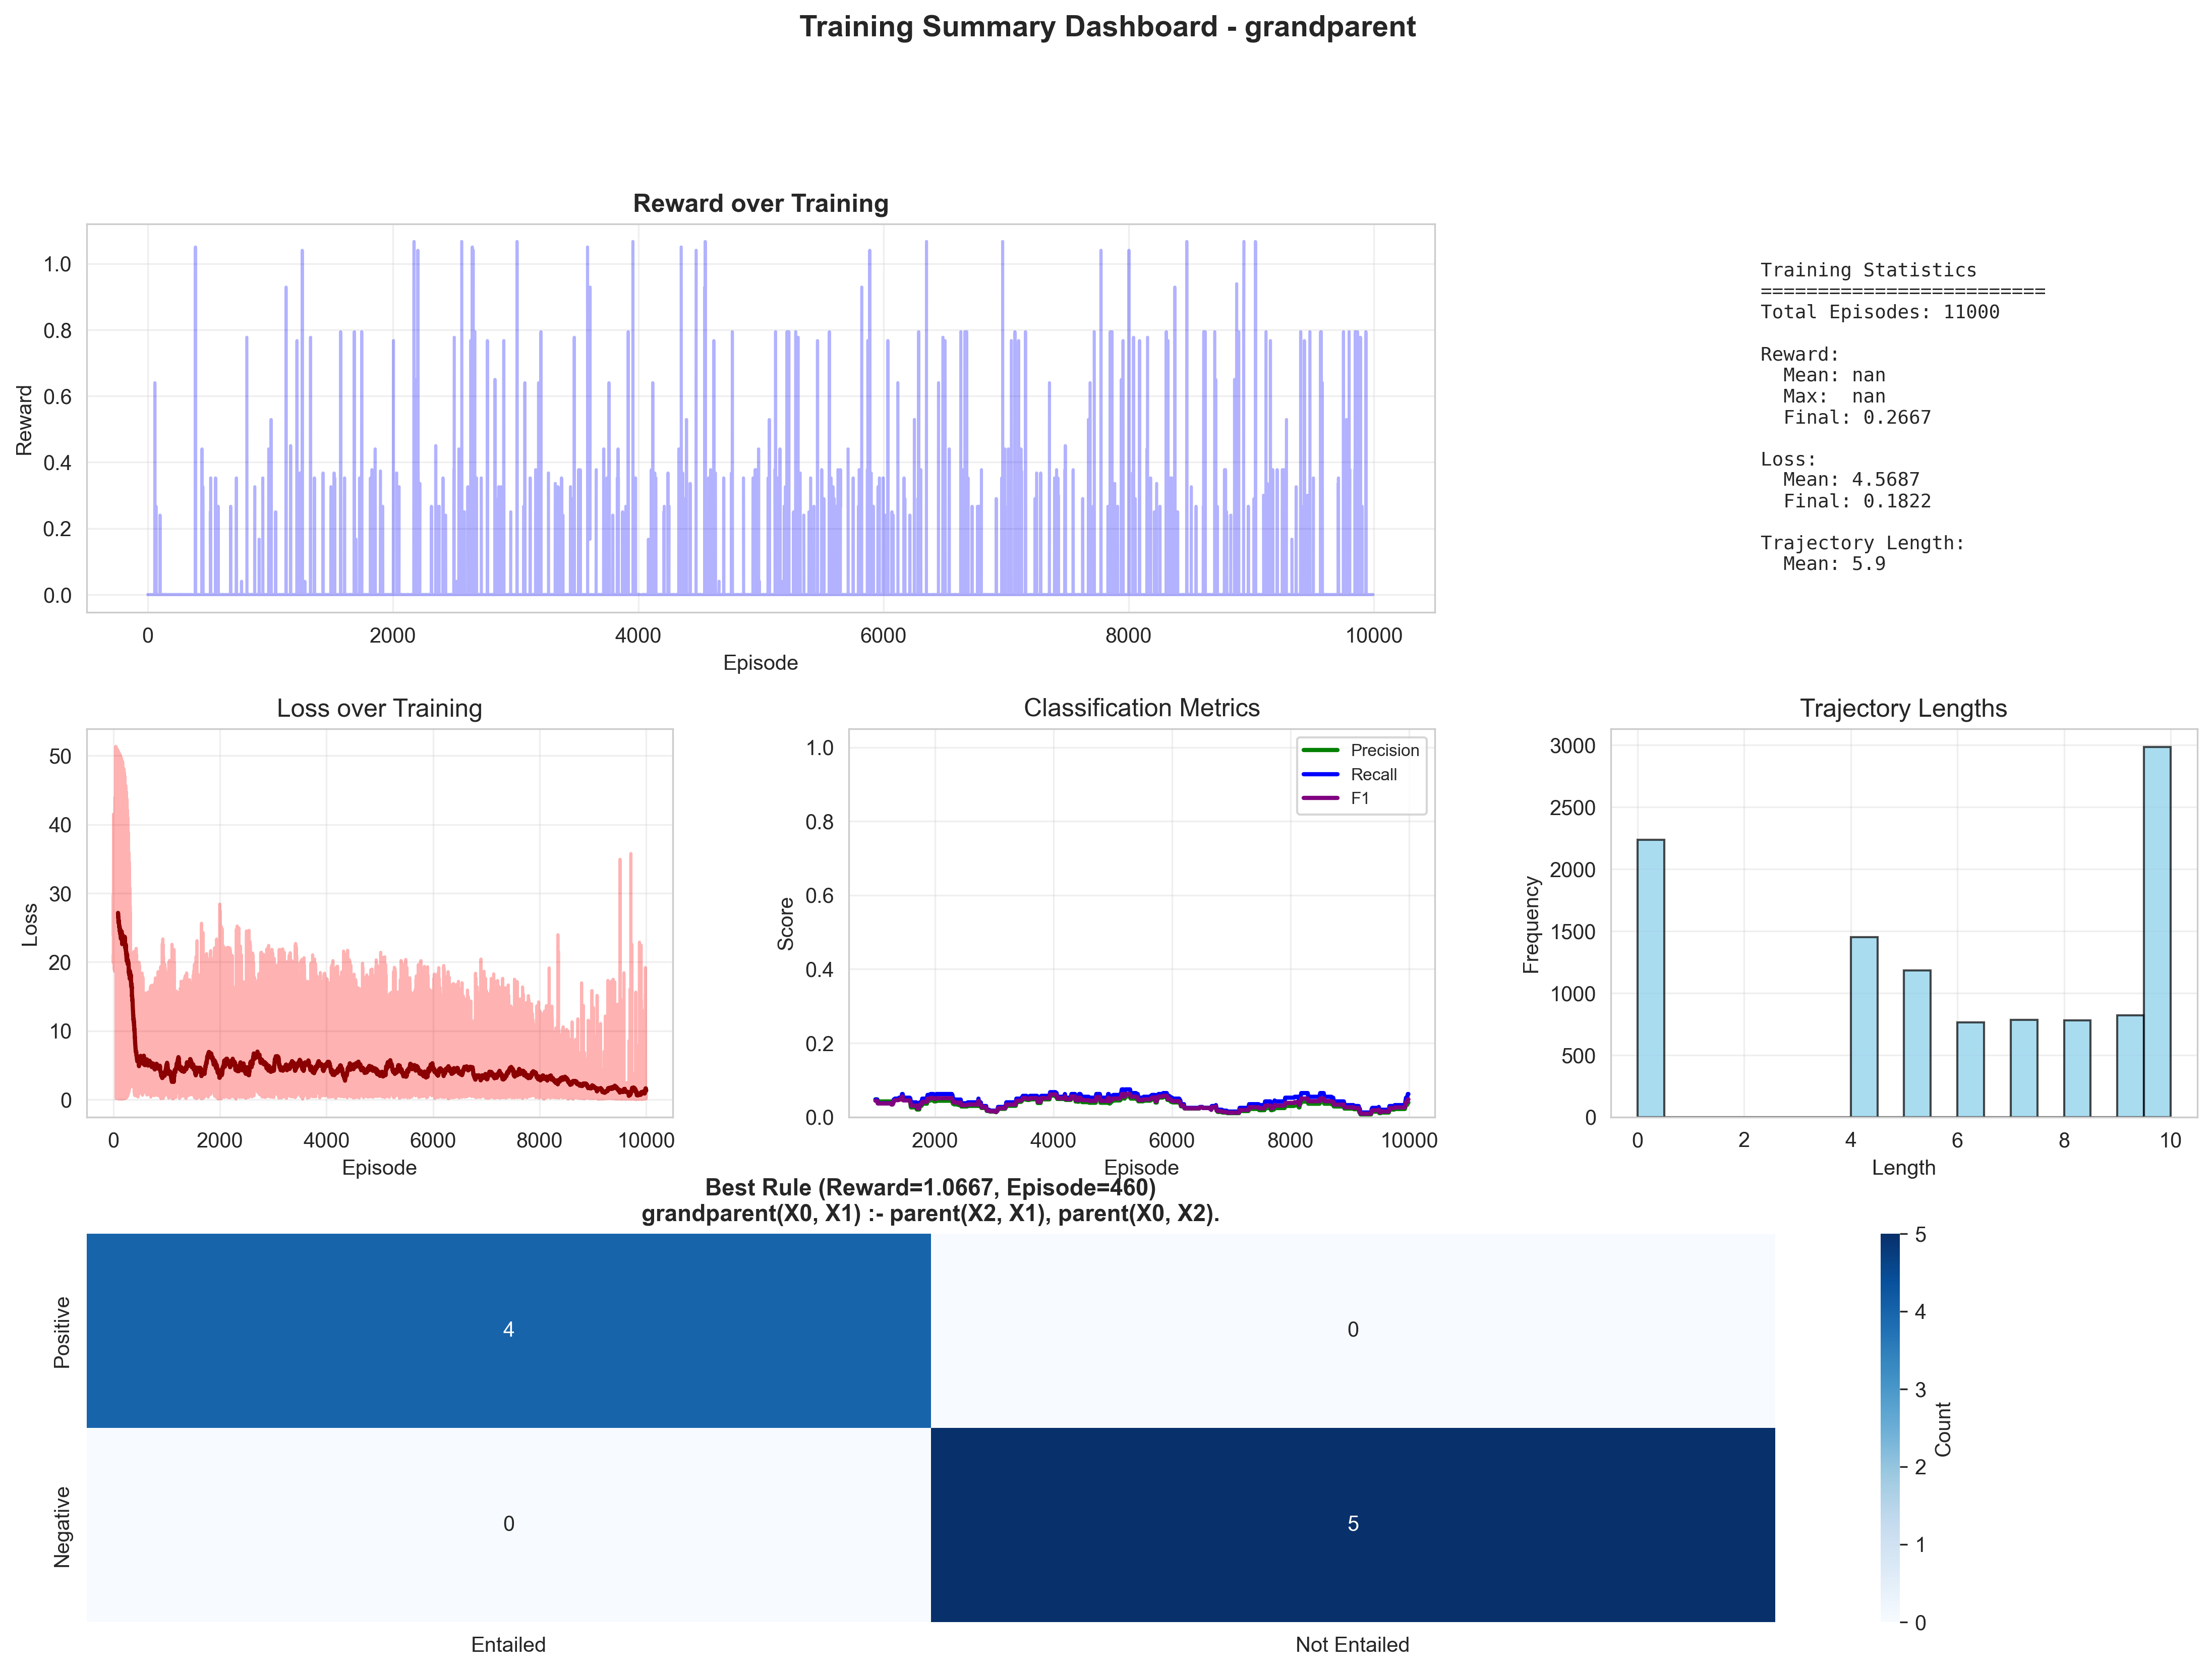 Training Summary Dashboard - grandparent
Reward over Training
Reward
1.0
0.8
0.6
0.4
0.2
0.0
0 2000 4000 6000 8000 10000
Episode
Training Statistics
=========================
Total Episodes: 11000
Reward:
Mean: nan
Max: nan
Final: 0.2667
Loss:
Mean: 4.5687
Final: 0.1822
Trajectory Length:
Mean: 5.9
Loss over Training
Loss
50
40
30
20
10
0
0 2000 4000 6000 8000 10000
Episode
Classification Metrics
Score
1.0
0.8
0.6
0.4
0.2
0.0
Precision
Recall
F1
2000 4000 6000 8000 10000
Episode
Trajectory Lengths
Frequency
3000
2500
2000
1500
1000
500
0
0 2 4 6 8 10
Length
Best Rule (Reward=1.0667, Episode=460)
grandparent(X0, X1) :- parent(X2, X1), parent(X0, X2).
Positive
4 0
Negative
0 5
Entailed Not Entailed
5
4
3
2
1
0
Count